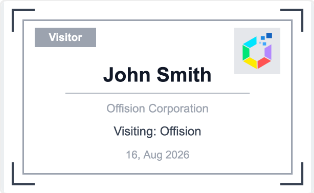 Visitor
John Smith
Offision Corporation
Visiting: Offision
16, Aug 2026